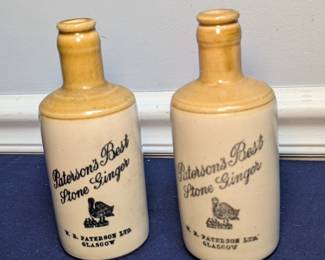 Paterson's Best
Stone Ginger
W. R. PATERSON LTD.
GLASGOW
Paterson's Best
Stone Ginger
W. R. PATERSON LTD.
GLASGOW